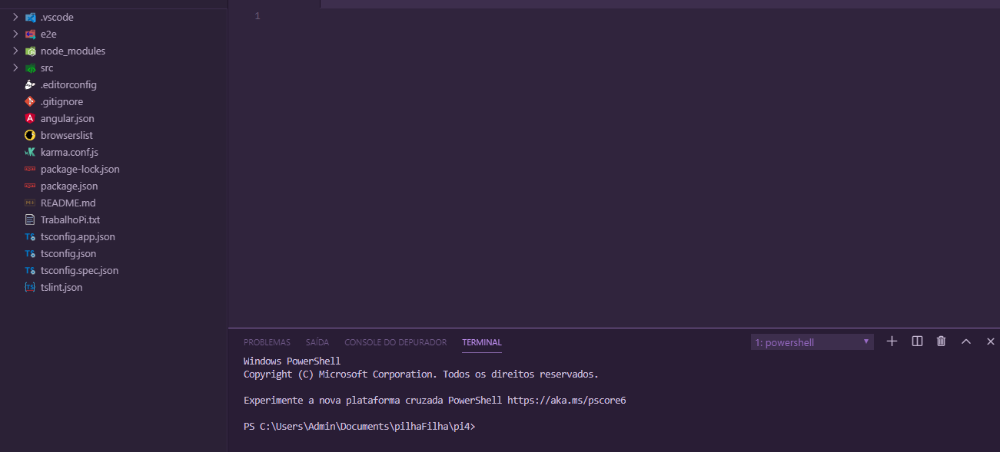 .vscode
e2e
node_modules
src
.editorconfig
.gitignore
angular.json
browserslist
karma.conf.js
package-lock.json
package.json
README.md
TrabalhoPi.txt
tsconfig.app.json
tsconfig.json
tsconfig.spec.json
tslint.json
1
PROBLEMAS SAÍDA CONSOLE DO DEPURADOR TERMINAL 1: powershell
Windows PowerShell
Copyright (C) Microsoft Corporation. Todos os direitos reservados.
Experimente a nova plataforma cruzada PowerShell https://aka.ms/pscore6
PS C:\Users\Admin\Documents\pilhaFilha\pi4>